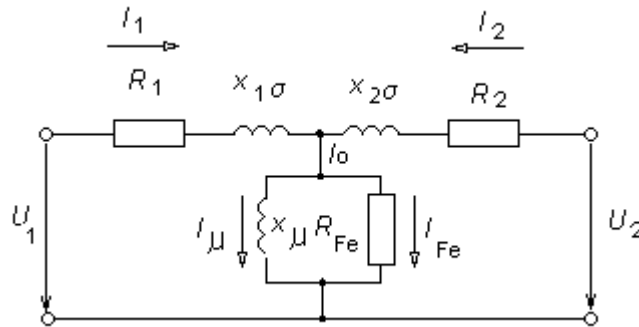 I1 I2
R1 x1σ x2σ R2
I0
U1 Iμ xμ RFe IFe U2